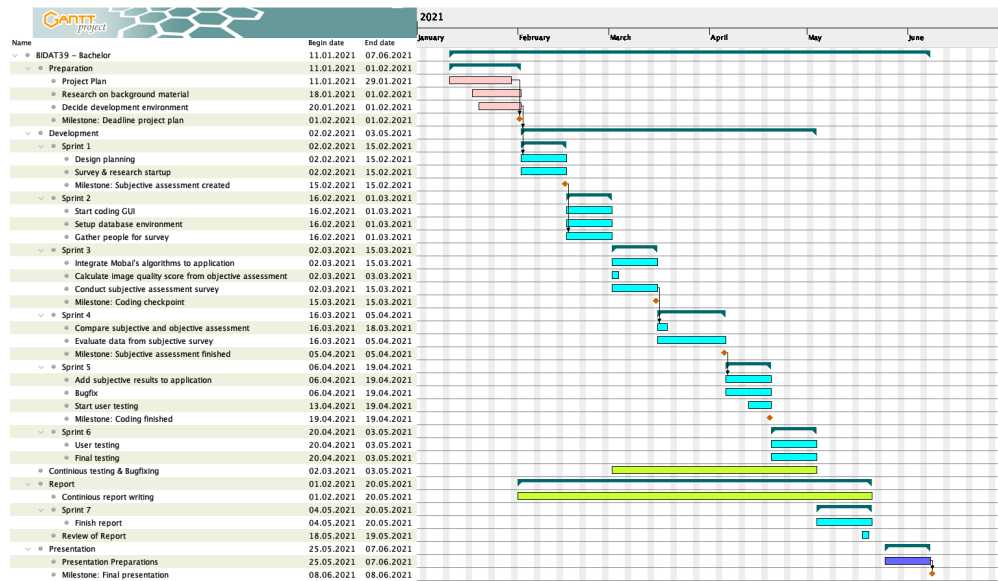 GANTT
project
2021
January February March April May June
Name Begin date End date
BIDAT39 - Bachelor 11.01.2021 07.06.2021
Preparation 11.01.2021 01.02.2021
Project Plan 11.01.2021 29.01.2021
Research on background material 18.01.2021 01.02.2021
Decide development environment 20.01.2021 01.02.2021
Milestone: Deadline project plan 01.02.2021 01.02.2021
Development 02.02.2021 03.05.2021
Sprint 1 02.02.2021 15.02.2021
Design planning 02.02.2021 15.02.2021
Survey & research startup 02.02.2021 15.02.2021
Milestone: Subjective assessment created 15.02.2021 15.02.2021
Sprint 2 16.02.2021 01.03.2021
Start coding GUI 16.02.2021 01.03.2021
Setup database environment 16.02.2021 01.03.2021
Gather people for survey 16.02.2021 01.03.2021
Sprint 3 02.03.2021 15.03.2021
Integrate Mobai's algorithms to application 02.03.2021 15.03.2021
Calculate image quality score from objective assessment 02.03.2021 03.03.2021
Conduct subjective assessment survey 02.03.2021 15.03.2021
Milestone: Coding checkpoint 15.03.2021 15.03.2021
Sprint 4 16.03.2021 05.04.2021
Compare subjective and objective assessment 16.03.2021 18.03.2021
Evaluate data from subjective survey 16.03.2021 05.04.2021
Milestone: Subjective assessment finished 05.04.2021 05.04.2021
Sprint 5 06.04.2021 19.04.2021
Add subjective results to application 06.04.2021 19.04.2021
Bugfix 06.04.2021 19.04.2021
Start user testing 13.04.2021 19.04.2021
Milestone: Coding finished 19.04.2021 19.04.2021
Sprint 6 20.04.2021 03.05.2021
User testing 20.04.2021 03.05.2021
Final testing 20.04.2021 03.05.2021
Continious testing & Bugfixing 02.03.2021 03.05.2021
Report 01.02.2021 20.05.2021
Continious report writing 01.02.2021 20.05.2021
Sprint 7 04.05.2021 20.05.2021
Finish report 04.05.2021 20.05.2021
Review of Report 18.05.2021 19.05.2021
Presentation 25.05.2021 07.06.2021
Presentation Preparations 25.05.2021 07.06.2021
Milestone: Final presentation 08.06.2021 08.06.2021